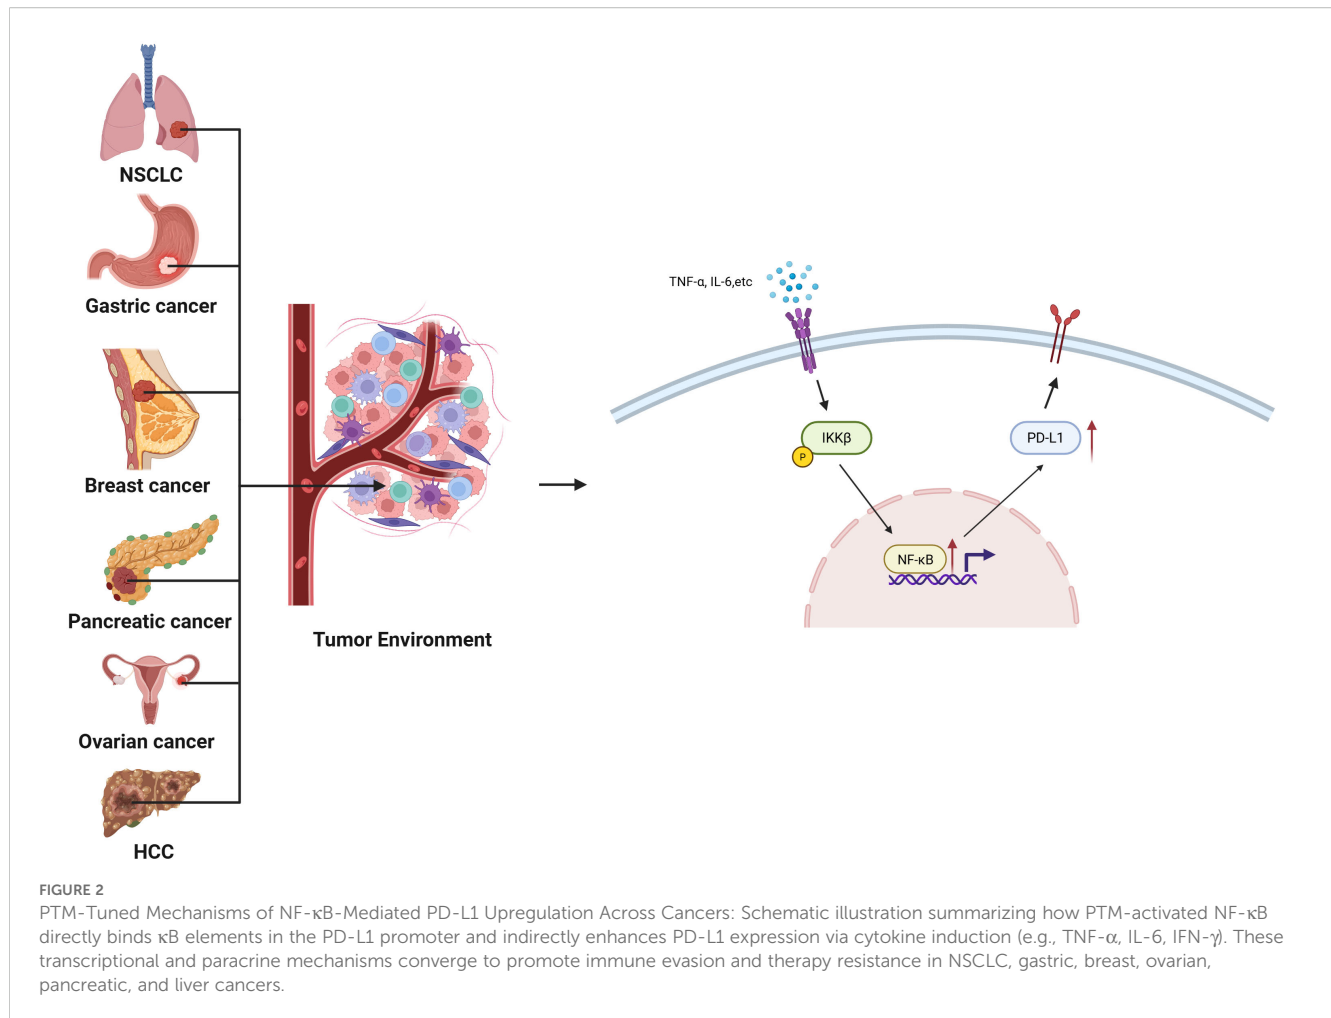 NSCLC
Gastric cancer
Breast cancer
Pancreatic cancer
Ovarian cancer
HCC
Tumor Environment
TNF-α, IL-6,etc
IKKβ
P
NF-κB
PD-L1
FIGURE 2
PTM-Tuned Mechanisms of NF-κB-Mediated PD-L1 Upregulation Across Cancers: Schematic illustration summarizing how PTM-activated NF-κB
directly binds κB elements in the PD-L1 promoter and indirectly enhances PD-L1 expression via cytokine induction (e.g., TNF-α, IL-6, IFN-γ). These
transcriptional and paracrine mechanisms converge to promote immune evasion and therapy resistance in NSCLC, gastric, breast, ovarian,
pancreatic, and liver cancers.